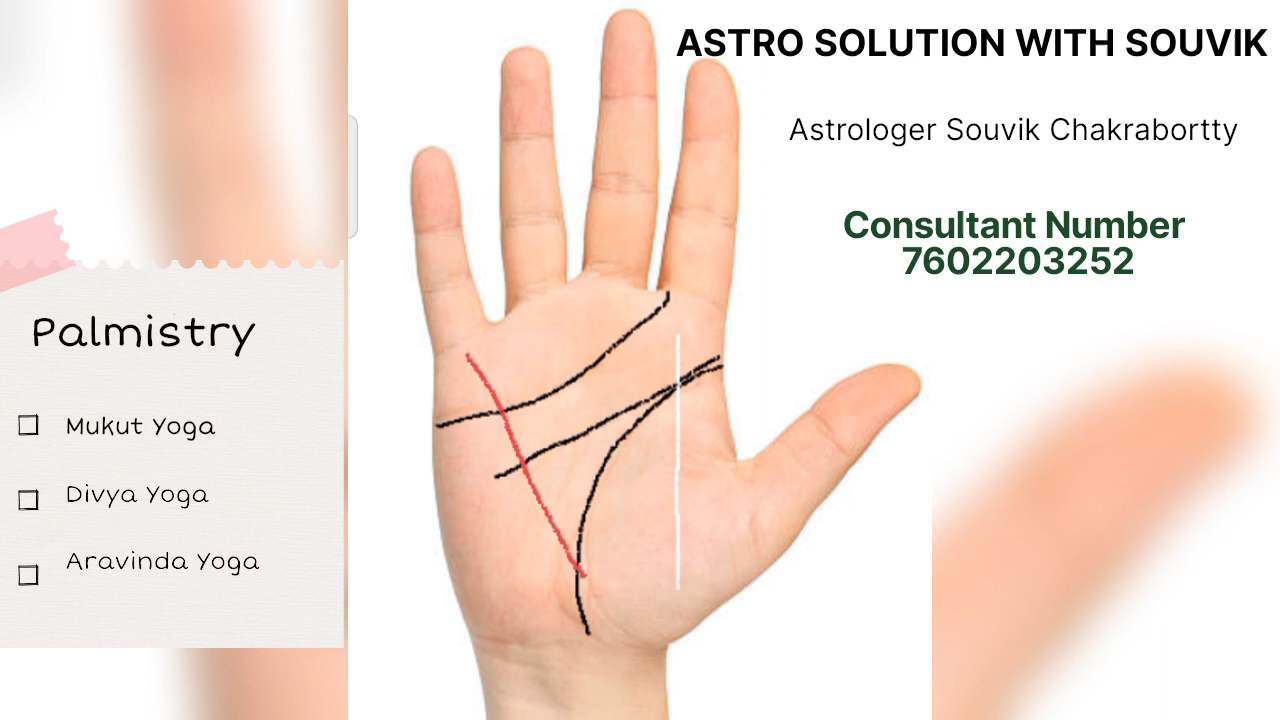 ASTRO SOLUTION WITH SOUVIK
Astrologer Souvik Chakrabortty
Consultant Number
7602203252
Palmistry
Mukut Yoga
Divya Yoga
Aravinda Yoga